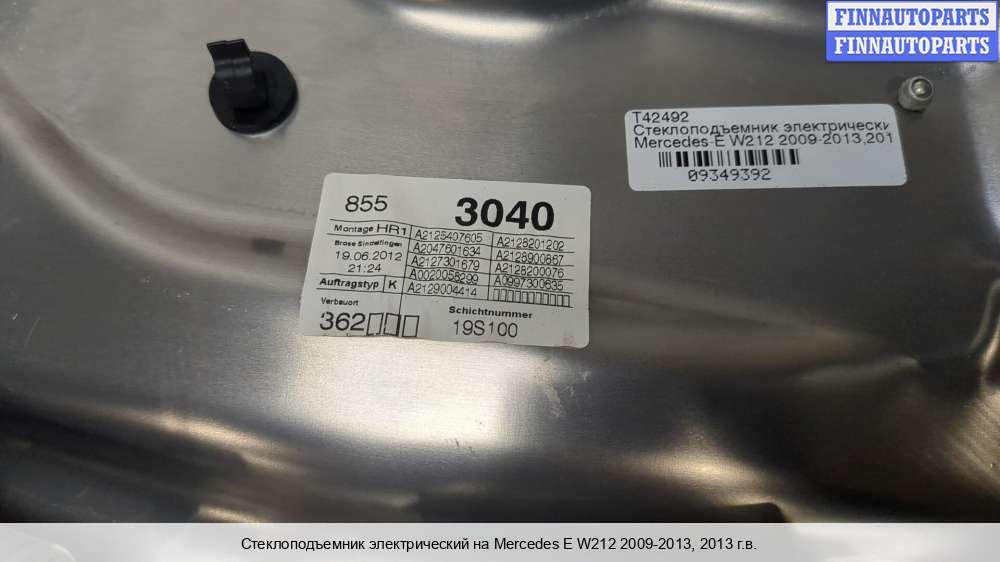 FINNAUTOPARTS
FINNAUTOPARTS
T42492
Стеклоподъемник электрически
Mercedes-E W212 2009-2013,201
09349392
855 3040
Montage HR1
Brose Sindelfingen
19.06.2012
21:24
Auftragstyp K
A2125407605 A2128201202
A2047601634 A2128900867
A2127301679 A2128200076
A0020058299 A0997300635
A2129004414
Verbauort
362
Schichtnummer
19S100
Стеклоподъемник электрический на Mercedes E W212 2009-2013, 2013 г.в.